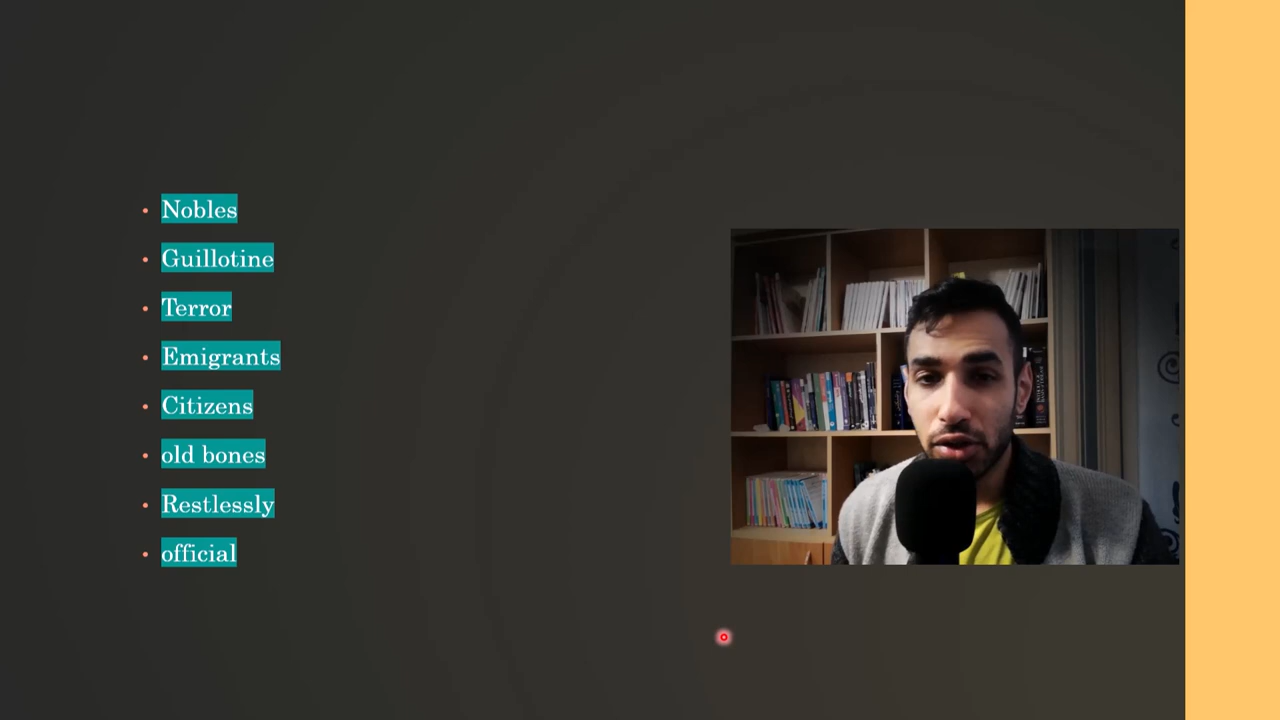 Nobles
Guillotine
Terror
Emigrants
Citizens
old bones
Restlessly
official